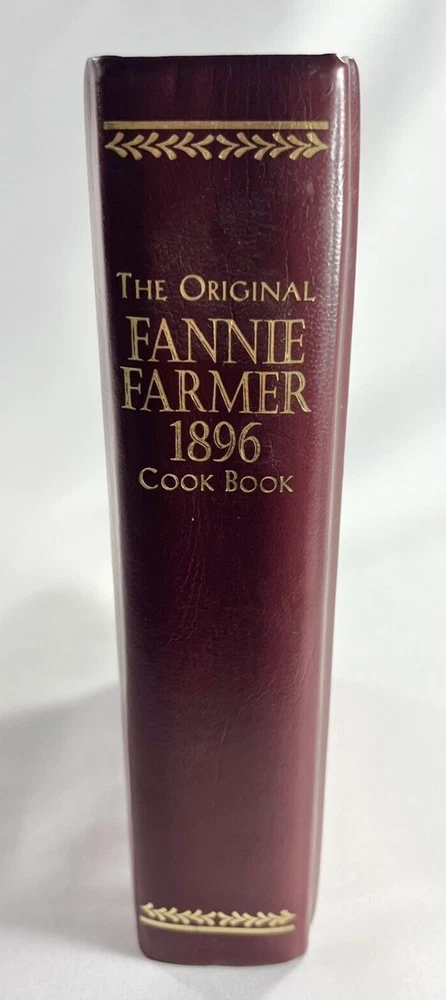 THE ORIGINAL
FANNIE
FARMER
1896
COOK BOOK